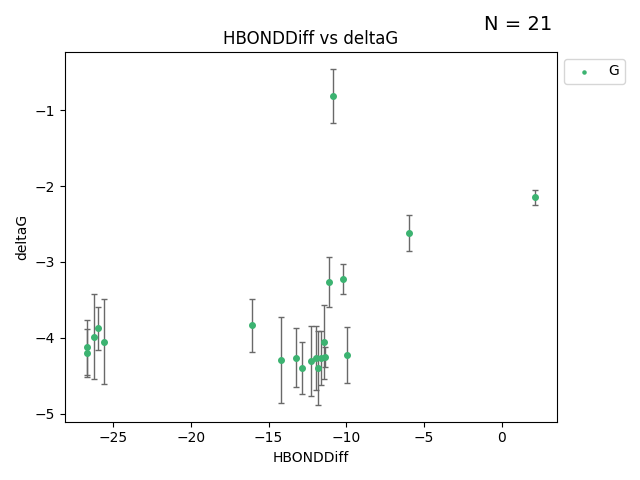 N = 21
HBONDDiff vs deltaG
G
deltaG
−1
−2
−3
−4
−5
−25
−20
−15
−10
−5
0
HBONDDiff